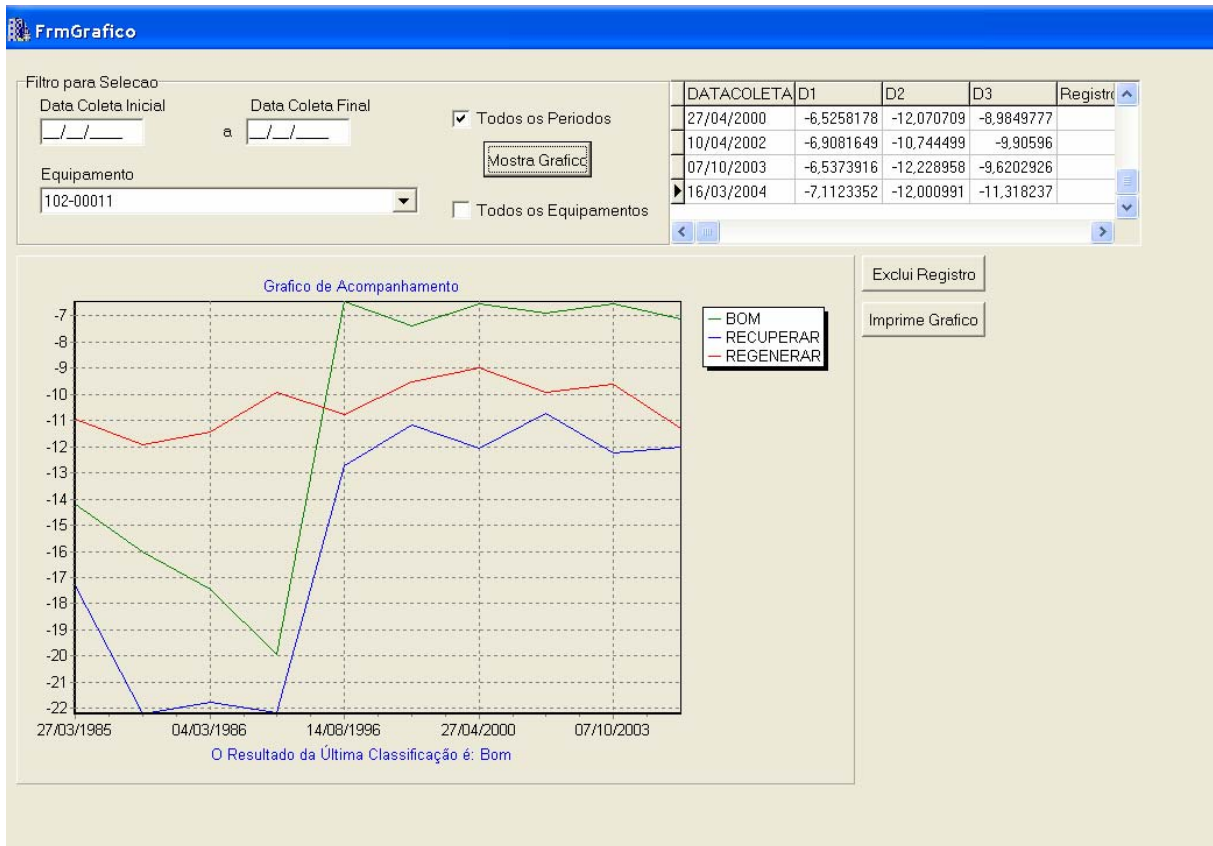 FrmGrafico
Filtro para Selecao
Data Coleta Inicial
Data Coleta Final
__/__/____ a __/__/____
Todos os Periodos
Mostra Grafico
Equipamento
102-00011
Todos os Equipamentos
DATACOLETA D1 D2 D3 Registro
27/04/2000 -6,5258178 -12,070709 -8,9849777
10/04/2002 -6,9081649 -10,744499 -9,90596
07/10/2003 -6,5373916 -12,228958 -9,6202926
16/03/2004 -7,1123352 -12,000991 -11,318237
Exclui Registro
Imprime Grafico
Grafico de Acompanhamento
BOM
RECUPERAR
REGENERAR
-7
-8
-9
-10
-11
-12
-13
-14
-15
-16
-17
-18
-19
-20
-21
-22
27/03/1985 04/03/1986 14/08/1996 27/04/2000 07/10/2003
O Resultado da Última Classificação é: Bom